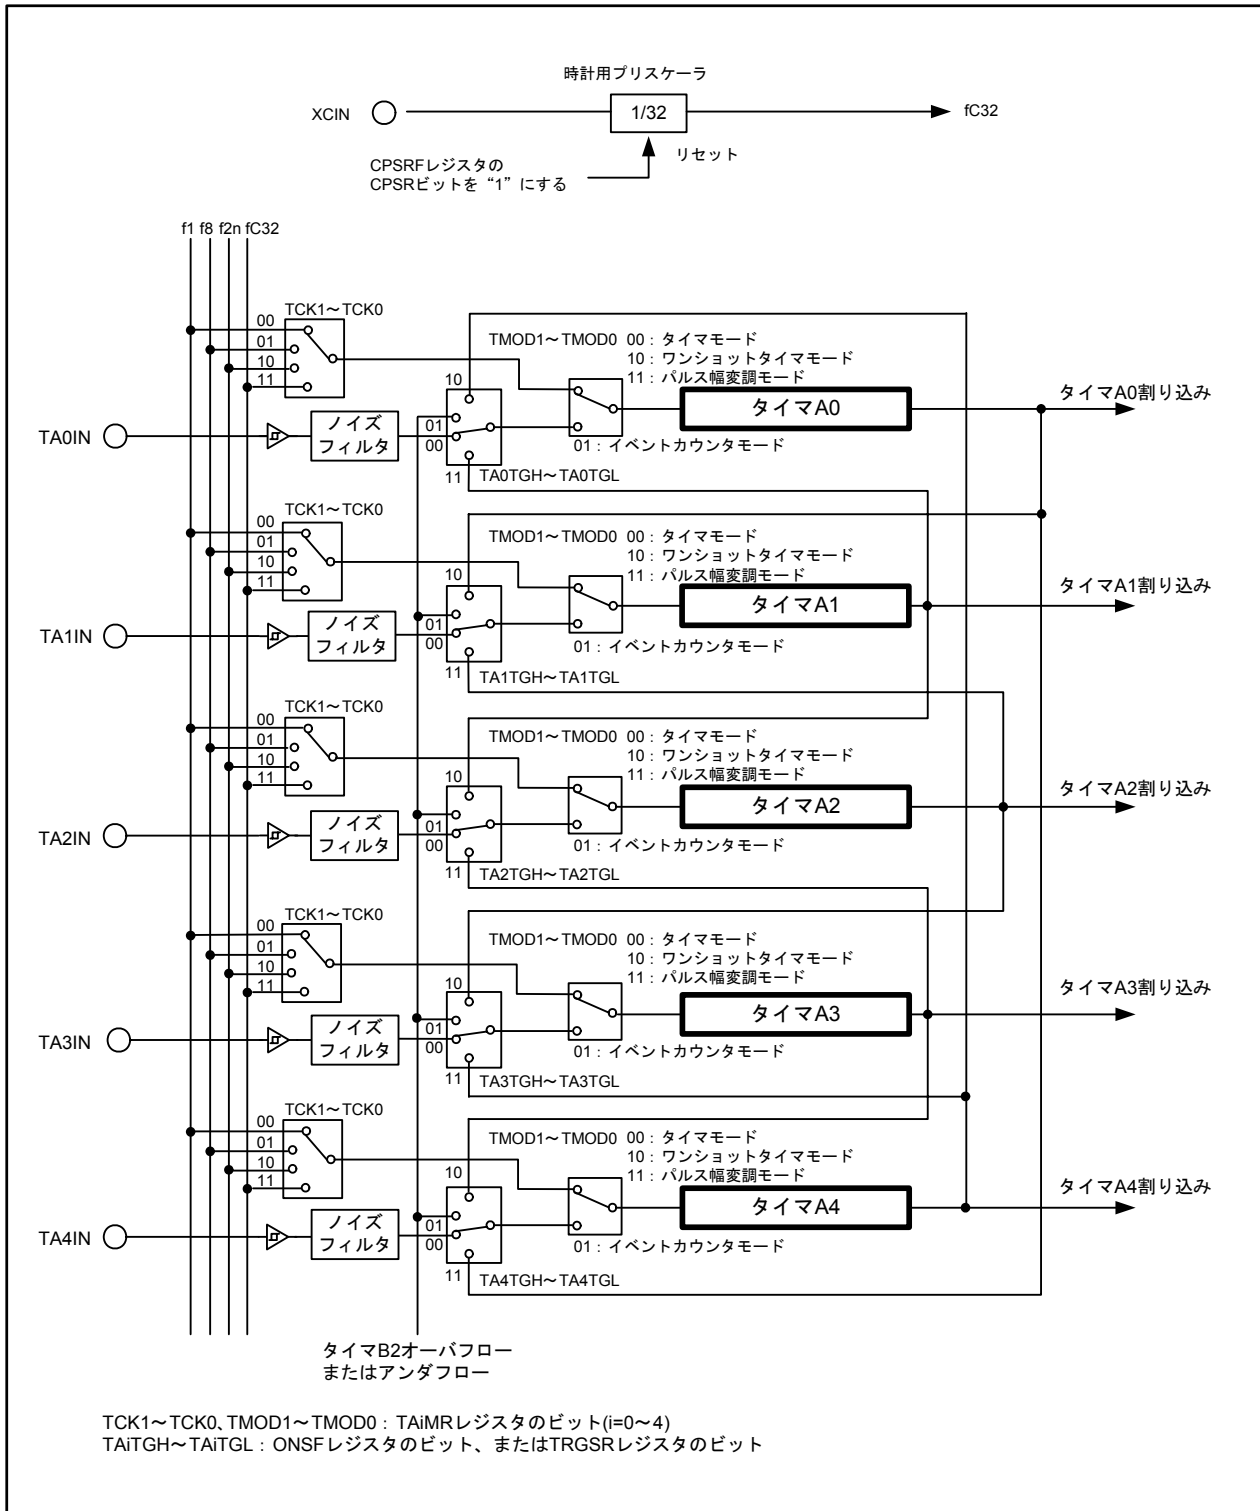 時計用プリスケーラ
XCIN
1/32
fC32
リセット
CPSRFレジスタの
CPSRビットを“1”にする
f1 f8 f2n fC32
TCK1～TCK0
00
01
10
11
TMOD1～TMOD0 00：タイマモード
10：ワンショットタイマモード
11：パルス幅変調モード
10
タイマA0
タイマA0割り込み
TA0IN
ノイズ
フィルタ
01
00
01：イベントカウンタモード
11
TA0TGH～TA0TGL
TCK1～TCK0
00
01
10
11
TMOD1～TMOD0 00：タイマモード
10：ワンショットタイマモード
11：パルス幅変調モード
10
タイマA1
タイマA1割り込み
TA1IN
ノイズ
フィルタ
01
00
01：イベントカウンタモード
11
TA1TGH～TA1TGL
TCK1～TCK0
00
01
10
11
TMOD1～TMOD0 00：タイマモード
10：ワンショットタイマモード
11：パルス幅変調モード
10
タイマA2
タイマA2割り込み
TA2IN
ノイズ
フィルタ
01
00
01：イベントカウンタモード
11
TA2TGH～TA2TGL
TCK1～TCK0
00
01
10
11
TMOD1～TMOD0 00：タイマモード
10：ワンショットタイマモード
11：パルス幅変調モード
10
タイマA3
タイマA3割り込み
TA3IN
ノイズ
フィルタ
01
00
01：イベントカウンタモード
11
TA3TGH～TA3TGL
TCK1～TCK0
00
01
10
11
TMOD1～TMOD0 00：タイマモード
10：ワンショットタイマモード
11：パルス幅変調モード
10
タイマA4
タイマA4割り込み
TA4IN
ノイズ
フィルタ
01
00
01：イベントカウンタモード
11
TA4TGH～TA4TGL
タイマB2オーバフロー
またはアンダフロー
TCK1～TCK0、TMOD1～TMOD0：TAiMRレジスタのビット(i=0～4)
TAiTGH～TAiTGL：ONSFレジスタのビット、またはTRGSRレジスタのビット